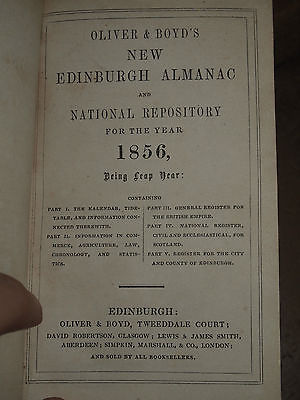 OLIVER & BOYD'S
NEW
EDINBURGH ALMANAC
AND
NATIONAL REPOSITORY
FOR THE YEAR
1856,
Being Leap Year:
CONTAINING
PART I. THE KALENDAR, TIDE-
TABLE, AND INFORMATION CON-
NECTED THEREWITH.
PART II. INFORMATION IN COM-
MERCE, AGRICULTURE, LAW,
CHRONOLOGY, AND STATIS-
TICS.
PART III. GENERAL REGISTER FOR
THE BRITISH EMPIRE.
PART IV. NATIONAL REGISTER,
CIVIL AND ECCLESIASTICAL, FOR
SCOTLAND.
PART V. REGISTER FOR THE CITY
AND COUNTY OF EDINBURGH.
EDINBURGH:
OLIVER & BOYD, TWEEDDALE COURT;
DAVID ROBERTSON, GLASGOW; LEWIS & JAMES SMITH,
ABERDEEN; SIMPKIN, MARSHALL, & CO., LONDON;
AND SOLD BY ALL BOOKSELLERS.